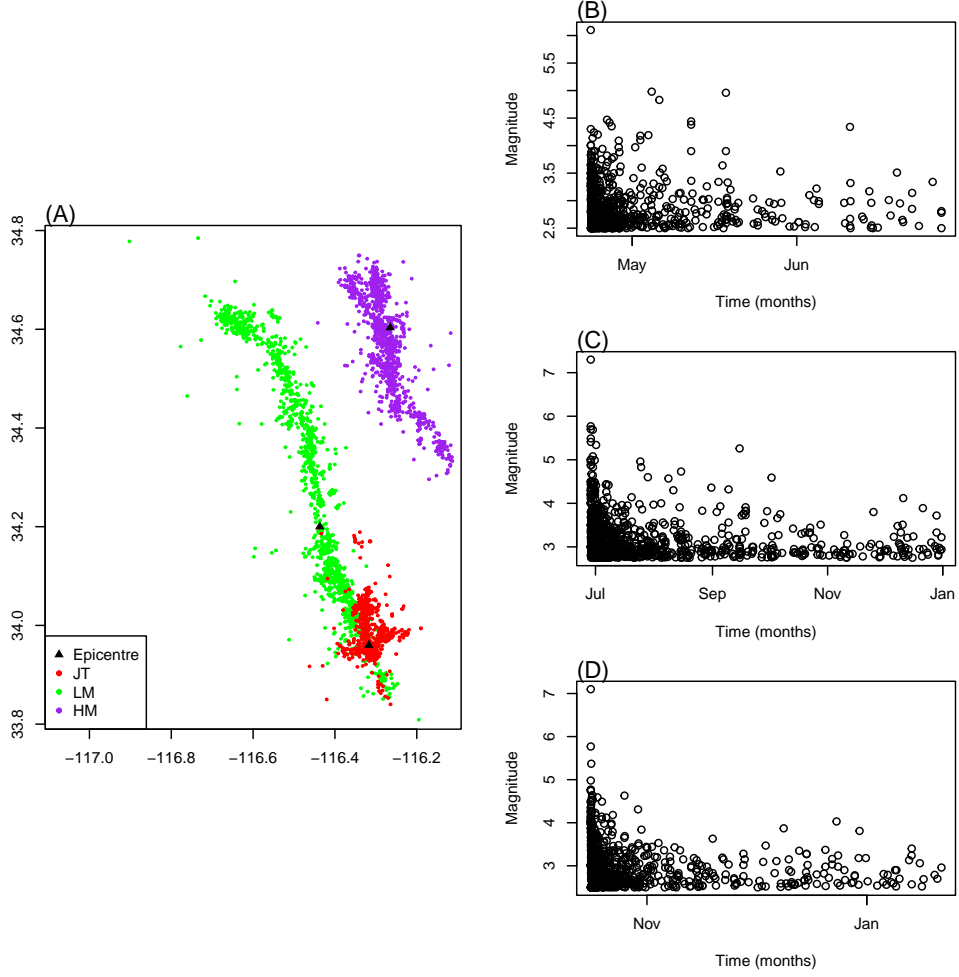 (A)
34.8
34.6
34.4
34.2
34.0
33.8
−117.0 −116.8 −116.6 −116.4 −116.2
Epicentre
JT
LM
HM
(B)
Magnitude
5.5
4.5
3.5
2.5
May Jun
Time (months)
(C)
Magnitude
7
6
5
4
3
Jul Sep Nov Jan
Time (months)
(D)
Magnitude
7
6
5
4
3
Nov Jan
Time (months)